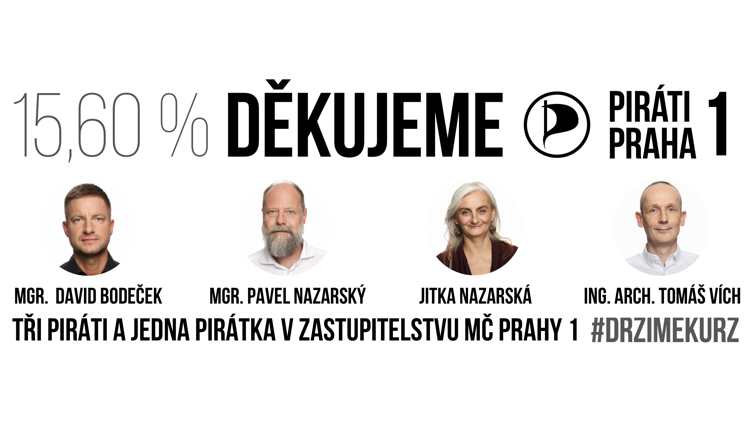 15,60 % DĚKUJEME PIRÁTI PRAHA 1
MGR. DAVID BODEČEK MGR. PAVEL NAZARSKÝ JITKA NAZARSKÁ ING. ARCH. TOMÁŠ VÍCH
TŘI PIRÁTI A JEDNA PIRÁTKA V ZASTUPITELSTVU MČ PRAHY 1 #DRZIMEKURZ